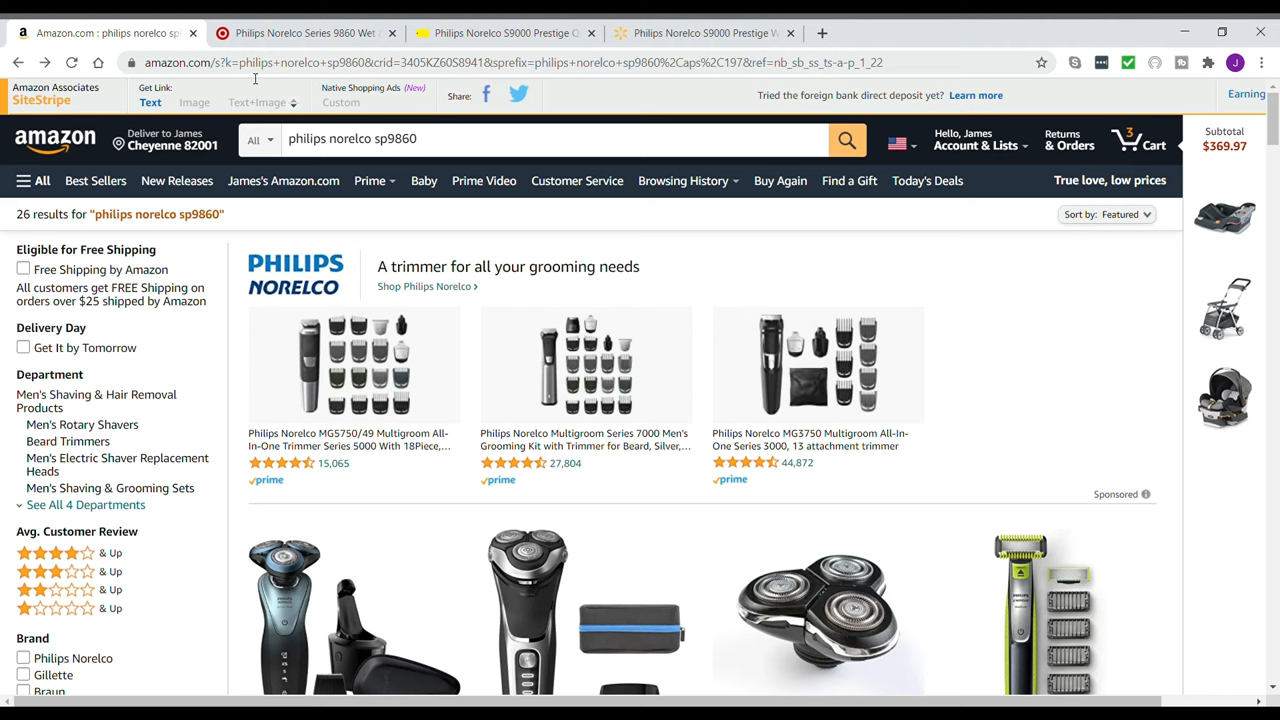 Amazon.com : philips norelco sp
Philips Norelco Series 9860 Wet
Philips Norelco S9000 Prestige Q
Philips Norelco S9000 Prestige W
amazon.com/s?k=philips+norelco+sp9860&crid=3405KZ60S8941&sprefix=philips+norelco+sp9860%2Caps%2C197&ref=nb_sb_ss_ts-a-p_1_22
J
Amazon Associates
SiteStripe
Get Link:
Text
Image
Text+Image
Native Shopping Ads (New)
Custom
Share:
Tried the foreign bank direct deposit yet? Learn more
Earning
amazon
Deliver to James
Cheyenne 82001
All
philips norelco sp9860
Hello, James
Account & Lists
Returns
& Orders
3
Cart
Subtotal
$369.97
All
Best Sellers
New Releases
James's Amazon.com
Prime
Baby
Prime Video
Customer Service
Browsing History
Buy Again
Find a Gift
Today's Deals
True love, low prices
26 results for "philips norelco sp9860"
Sort by: Featured
Eligible for Free Shipping
Free Shipping by Amazon
All customers get FREE Shipping on
orders over $25 shipped by Amazon
Delivery Day
Get It by Tomorrow
Department
Men's Shaving & Hair Removal
Products
Men's Rotary Shavers
Beard Trimmers
Men's Electric Shaver Replacement
Heads
Men's Shaving & Grooming Sets
See All 4 Departments
Avg. Customer Review
& Up
& Up
& Up
& Up
Brand
Philips Norelco
Gillette
Braun
PHILIPS
NORELCO
A trimmer for all your grooming needs
Shop Philips Norelco
Philips Norelco MG5750/49 Multigroom All-
In-One Trimmer Series 5000 With 18Piece,...
15,065
prime
Philips Norelco Multigroom Series 7000 Men's
Grooming Kit with Trimmer for Beard, Silver,...
27,804
prime
Philips Norelco MG3750 Multigroom All-In-
One Series 3000, 13 attachment trimmer
44,872
prime
Sponsored